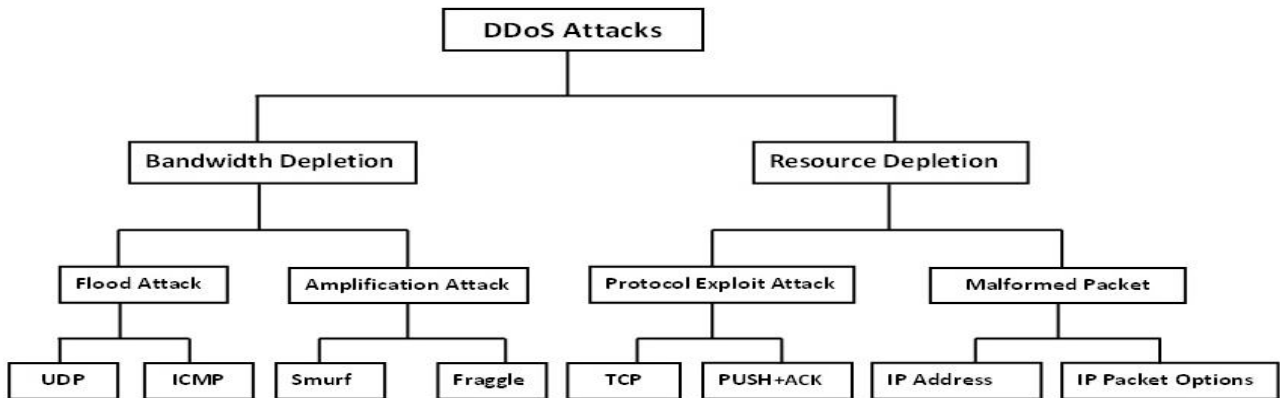 DDoS Attacks
Bandwidth Depletion
Resource Depletion
Flood Attack
Amplification Attack
Protocol Exploit Attack
Malformed Packet
UDP
ICMP
Smurf
Fraggle
TCP
PUSH+ACK
IP Address
IP Packet Options